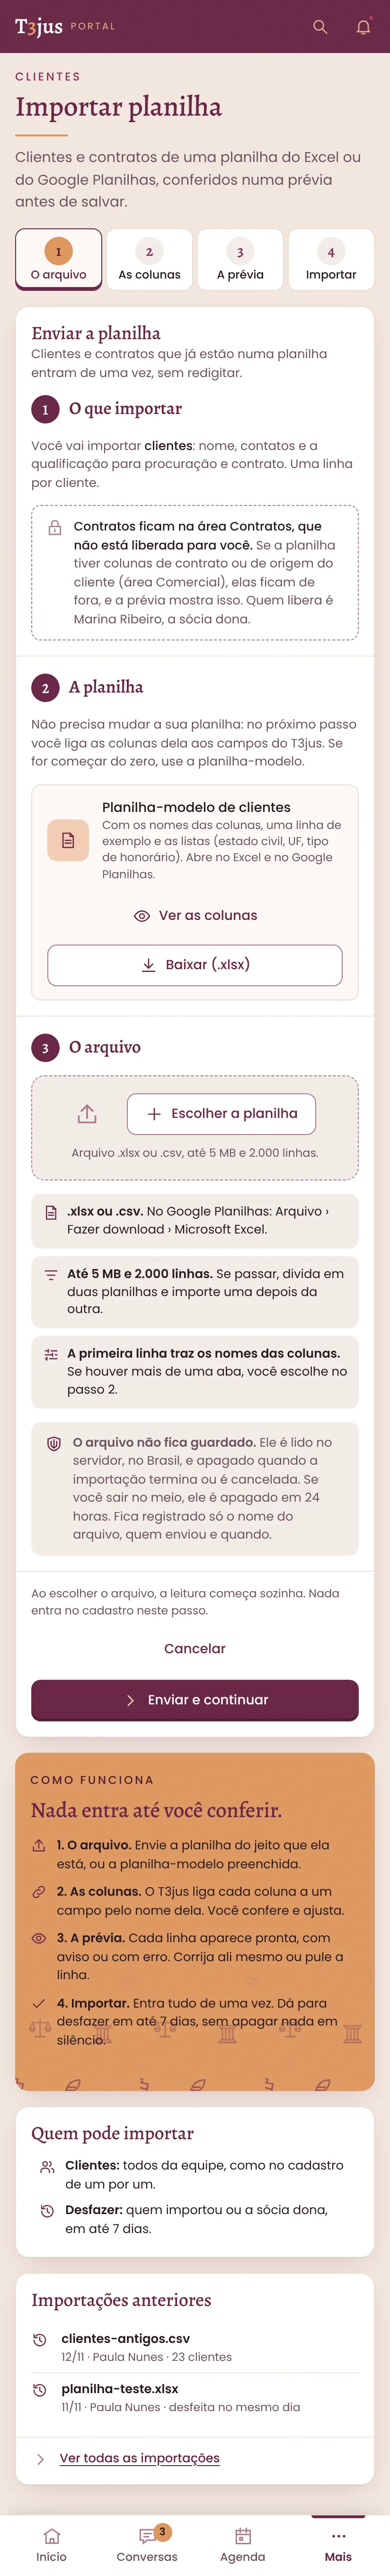 T3jus PORTAL
CLIENTES
Importar planilha
Clientes e contratos de uma planilha do Excel ou
do Google Planilhas, conferidos numa prévia
antes de salvar.
1
O arquivo
2
As colunas
3
A prévia
4
Importar
Enviar a planilha
Clientes e contratos que já estão numa planilha
entram de uma vez, sem redigitar.
1 O que importar
Você vai importar clientes: nome, contatos e a
qualificação para procuração e contrato. Uma linha
por cliente.
Contratos ficam na área Contratos, que
não está liberada para você. Se a planilha
tiver colunas de contrato ou de origem do
cliente (área Comercial), elas ficam de
fora, e a prévia mostra isso. Quem libera é
Marina Ribeiro, a sócia dona.
2 A planilha
Não precisa mudar a sua planilha: no próximo passo
você liga as colunas dela aos campos do T3jus. Se
for começar do zero, use a planilha-modelo.
Planilha-modelo de clientes
Com os nomes das colunas, uma linha de
exemplo e as listas (estado civil, UF, tipo
de honorário). Abre no Excel e no Google
Planilhas.
Ver as colunas
Baixar (.xlsx)
3 O arquivo
Escolher a planilha
Arquivo .xlsx ou .csv, até 5 MB e 2.000 linhas.
.xlsx ou .csv. No Google Planilhas: Arquivo ›
Fazer download › Microsoft Excel.
Até 5 MB e 2.000 linhas. Se passar, divida em
duas planilhas e importe uma depois da
outra.
A primeira linha traz os nomes das colunas.
Se houver mais de uma aba, você escolhe no
passo 2.
O arquivo não fica guardado. Ele é lido no
servidor, no Brasil, e apagado quando a
importação termina ou é cancelada. Se
você sair no meio, ele é apagado em 24
horas. Fica registrado só o nome do
arquivo, quem enviou e quando.
Ao escolher o arquivo, a leitura começa sozinha. Nada
entra no cadastro neste passo.
Cancelar
Enviar e continuar
COMO FUNCIONA
Nada entra até você conferir.
1. O arquivo. Envie a planilha do jeito que ela
está, ou a planilha-modelo preenchida.
2. As colunas. O T3jus liga cada coluna a um
campo pelo nome dela. Você confere e ajusta.
3. A prévia. Cada linha aparece pronta, com
aviso ou com erro. Corrija ali mesmo ou pule a
linha.
4. Importar. Entra tudo de uma vez. Dá para
desfazer em até 7 dias, sem apagar nada em
silêncio.
Quem pode importar
Clientes: todos da equipe, como no cadastro
de um por um.
Desfazer: quem importou ou a sócia dona,
em até 7 dias.
Importações anteriores
clientes-antigos.csv
12/11 · Paula Nunes · 23 clientes
planilha-teste.xlsx
11/11 · Paula Nunes · desfeita no mesmo dia
Ver todas as importações
3
Início
Conversas
Agenda
Mais